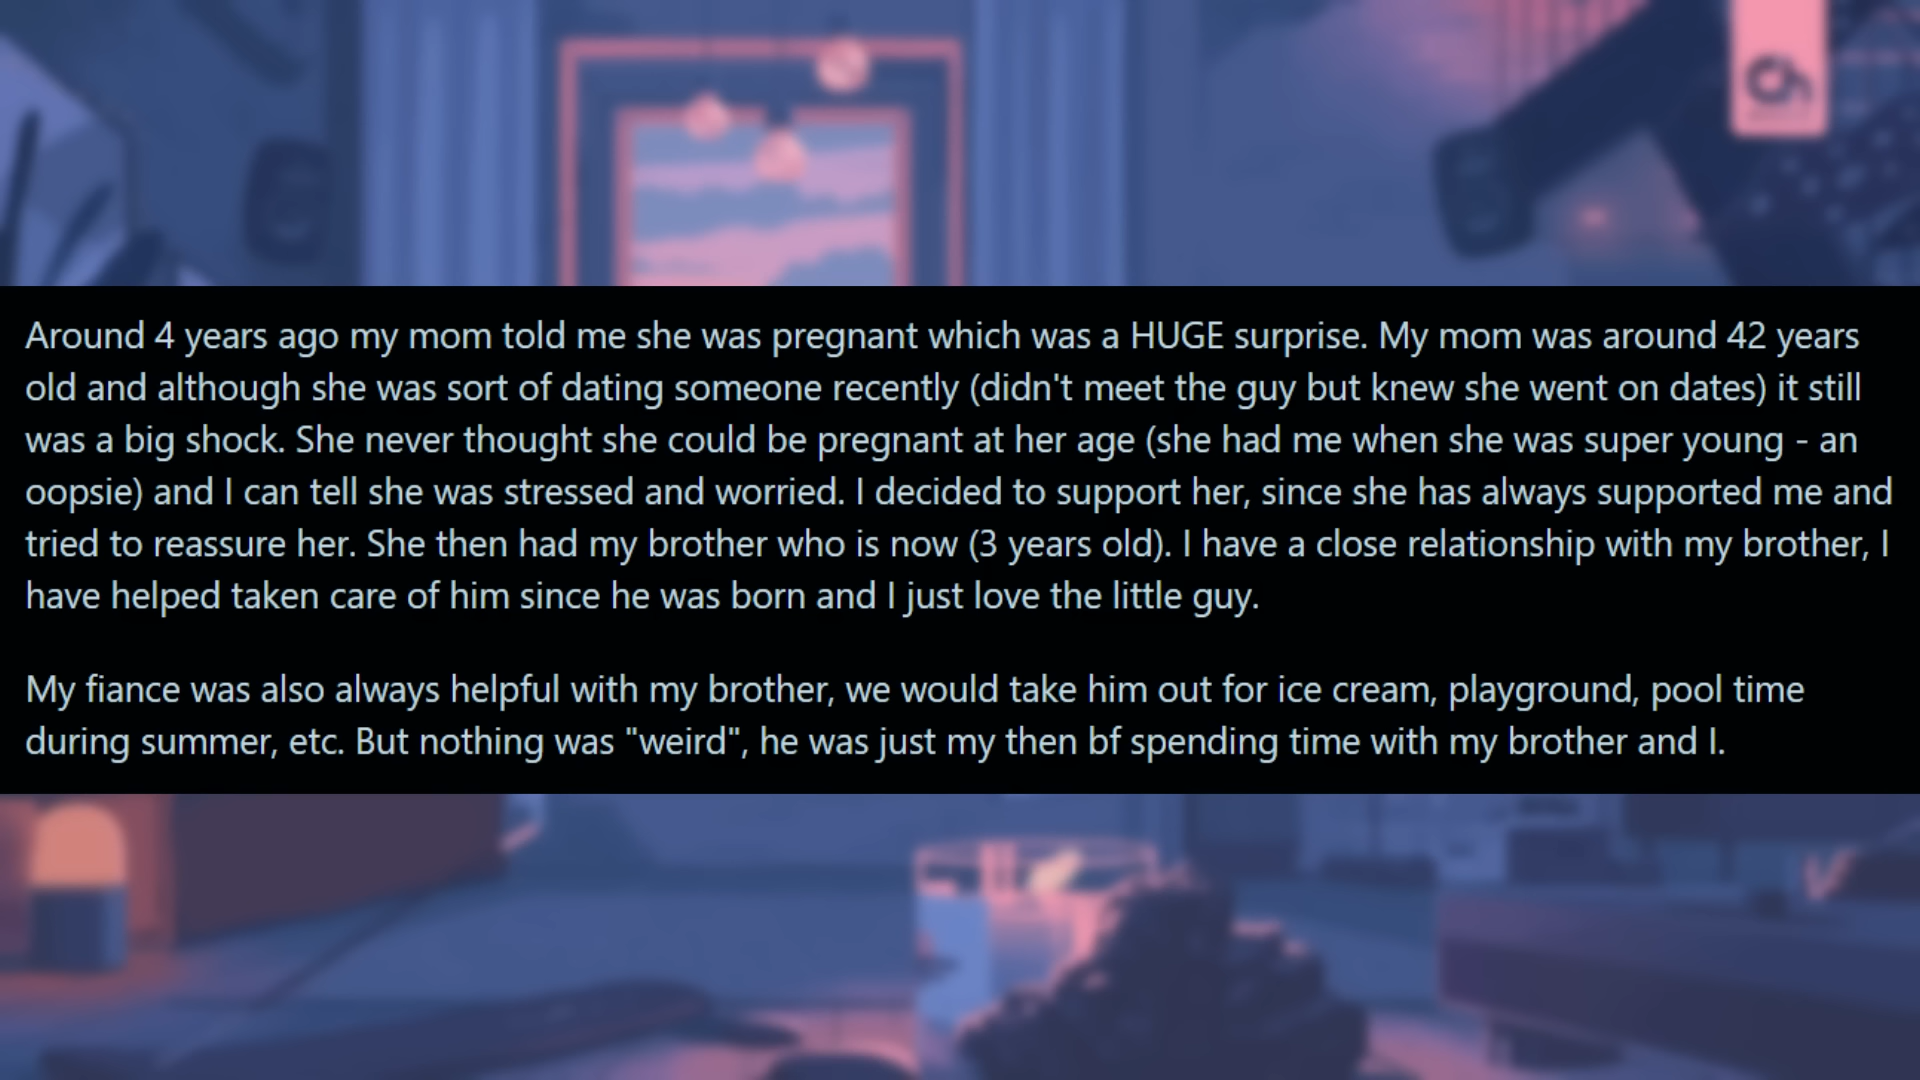 Around 4 years ago my mom told me she was pregnant which was a HUGE surprise. My mom was around 42 years
old and although she was sort of dating someone recently (didn't meet the guy but knew she went on dates) it still
was a big shock. She never thought she could be pregnant at her age (she had me when she was super young - an
oopsie) and I can tell she was stressed and worried. I decided to support her, since she has always supported me and
tried to reassure her. She then had my brother who is now (3 years old). I have a close relationship with my brother, I
have helped taken care of him since he was born and I just love the little guy.
My fiance was also always helpful with my brother, we would take him out for ice cream, playground, pool time
during summer, etc. But nothing was "weird", he was just my then bf spending time with my brother and I.